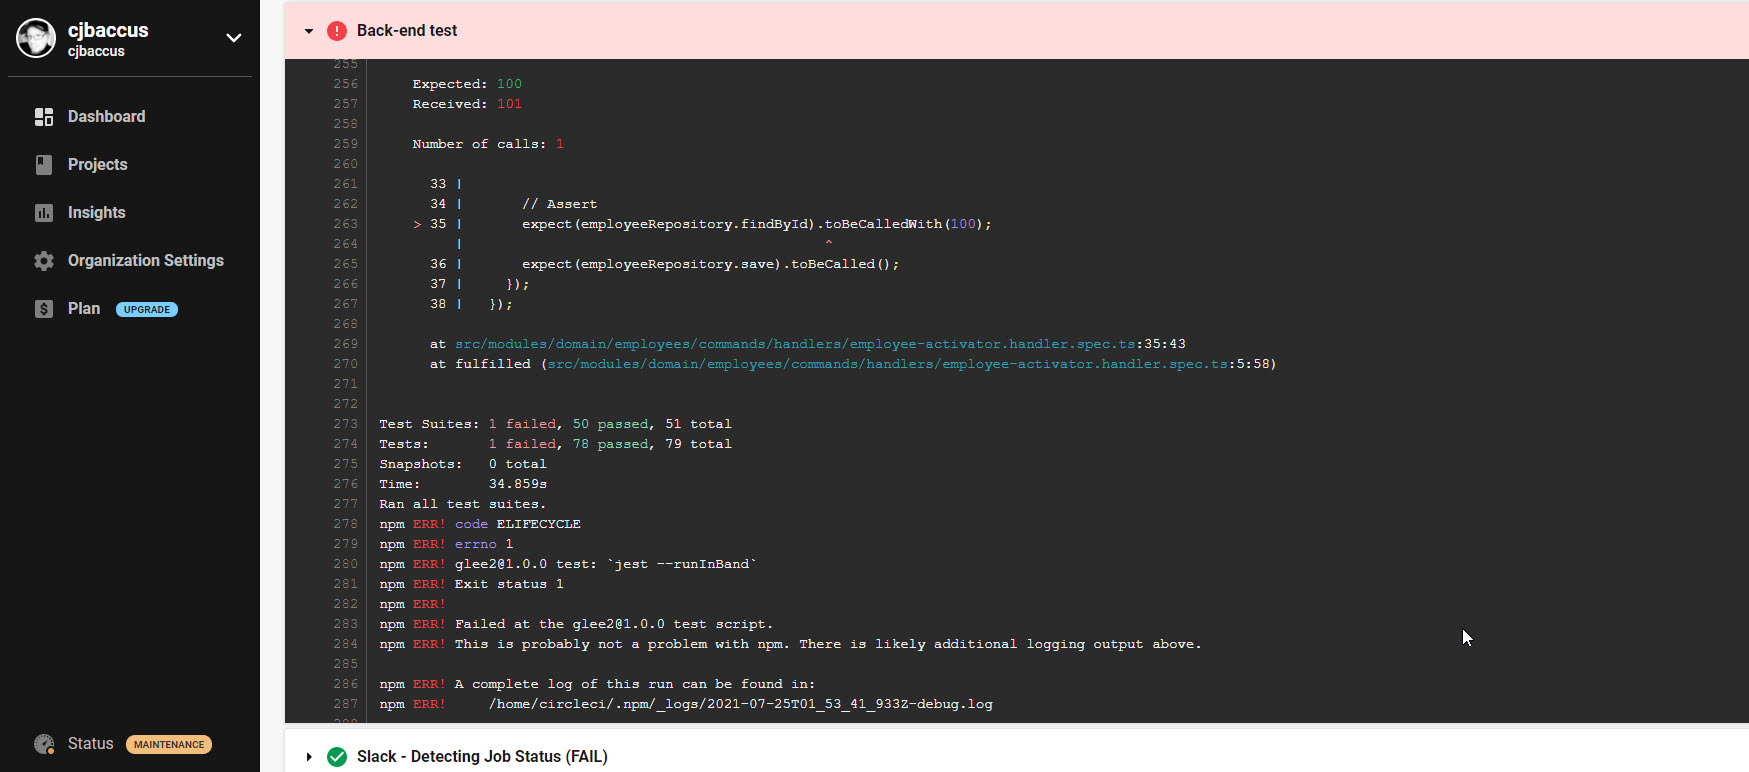 cjbaccus
cjbaccus
Dashboard
Projects
Insights
Organization Settings
Plan UPGRADE
Status MAINTENANCE
! Back-end test
255
256 Expected: 100
257 Received: 101
258
259 Number of calls: 1
260
261 33 |
262 34 | // Assert
263 > 35 | expect(employeeRepository.findById).toBeCalledWith(100);
264 | ^
265 36 | expect(employeeRepository.save).toBeCalled();
266 37 | });
267 38 | });
268
269 at src/modules/domain/employees/commands/handlers/employee-activator.handler.spec.ts:35:43
270 at fulfilled (src/modules/domain/employees/commands/handlers/employee-activator.handler.spec.ts:5:58)
271
272
273 Test Suites: 1 failed, 50 passed, 51 total
274 Tests: 1 failed, 78 passed, 79 total
275 Snapshots: 0 total
276 Time: 34.859s
277 Ran all test suites.
278 npm ERR! code ELIFECYCLE
279 npm ERR! errno 1
280 npm ERR! glee2@1.0.0 test: `jest --runInBand`
281 npm ERR! Exit status 1
282 npm ERR!
283 npm ERR! Failed at the glee2@1.0.0 test script.
284 npm ERR! This is probably not a problem with npm. There is likely additional logging output above.
285
286 npm ERR! A complete log of this run can be found in:
287 npm ERR! /home/circleci/.npm/_logs/2021-07-25T01_53_41_933Z-debug.log
288
Slack - Detecting Job Status (FAIL)